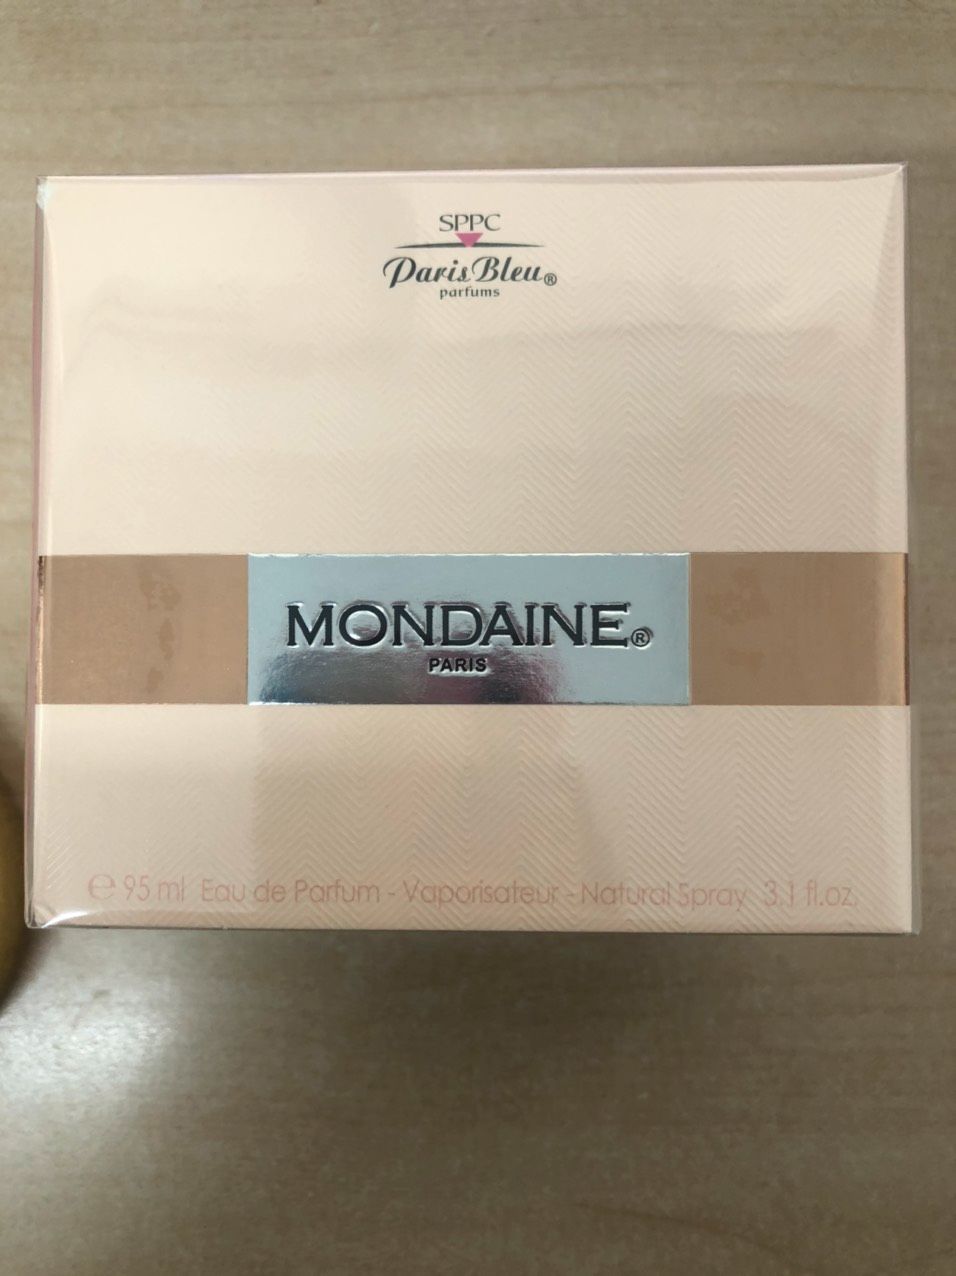 SPPC
Paris Bleu®
parfums
MONDAINE®
PARIS
℮ 95 ml Eau de Parfum - Vaporisateur - Natural Spray 3.1 fl.oz.